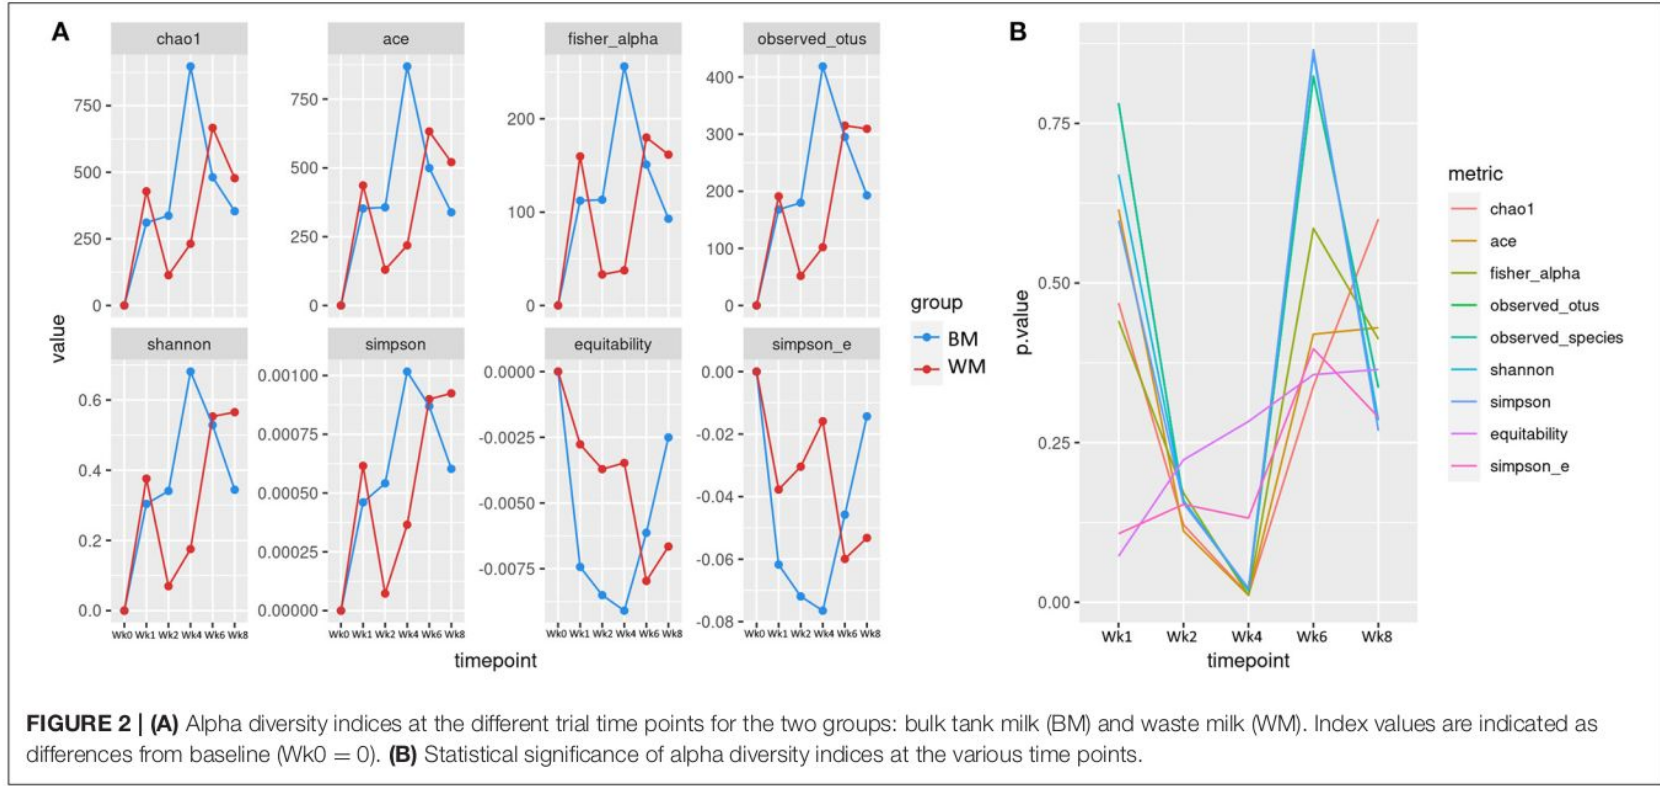 A
chao1
ace
fisher_alpha
observed_otus
750
500
250
0
750
500
250
0
200
100
0
400
300
200
100
0
value
shannon
simpson
equitability
simpson_e
0.6
0.4
0.2
0.0
0.00100
0.00075
0.00050
0.00025
0.00000
0.0000
-0.0025
-0.0050
-0.0075
0.00
-0.02
-0.04
-0.06
-0.08
Wk0 Wk1 Wk2 Wk4 Wk6 Wk8
Wk0 Wk1 Wk2 Wk4 Wk6 Wk8
Wk0 Wk1 Wk2 Wk4 Wk6 Wk8
Wk0 Wk1 Wk2 Wk4 Wk6 Wk8
timepoint
group
BM
WM
B
0.75
0.50
0.25
0.00
p.value
Wk1 Wk2 Wk4 Wk6 Wk8
timepoint
metric
chao1
ace
fisher_alpha
observed_otus
observed_species
shannon
simpson
equitability
simpson_e
FIGURE 2 | (A) Alpha diversity indices at the different trial time points for the two groups: bulk tank milk (BM) and waste milk (WM). Index values are indicated as
differences from baseline (Wk0 = 0). (B) Statistical significance of alpha diversity indices at the various time points.